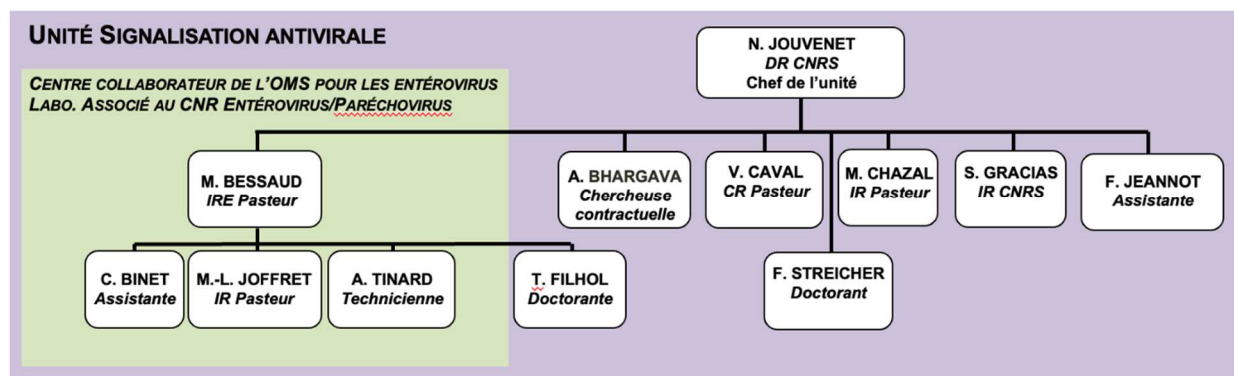 UNITÉ SIGNALISATION ANTIVIRALE
CENTRE COLLABORATEUR DE L'OMS POUR LES ENTÉROVIRUS
LABO. ASSOCIÉ AU CNR ENTÉROVIRUS/PARÉCHOVIRUS
N. JOUVENET
DR CNRS
Chef de l'unité
M. BESSAUD
IRE Pasteur
A. BHARGAVA
Chercheuse
contractuelle
V. CAVAL
CR Pasteur
M. CHAZAL
IR Pasteur
S. GRACIAS
IR CNRS
F. JEANNOT
Assistante
C. BINET
Assistante
M.-L. JOFFRET
IR Pasteur
A. TINARD
Technicienne
T. FILHOL
Doctorante
F. STREICHER
Doctorant